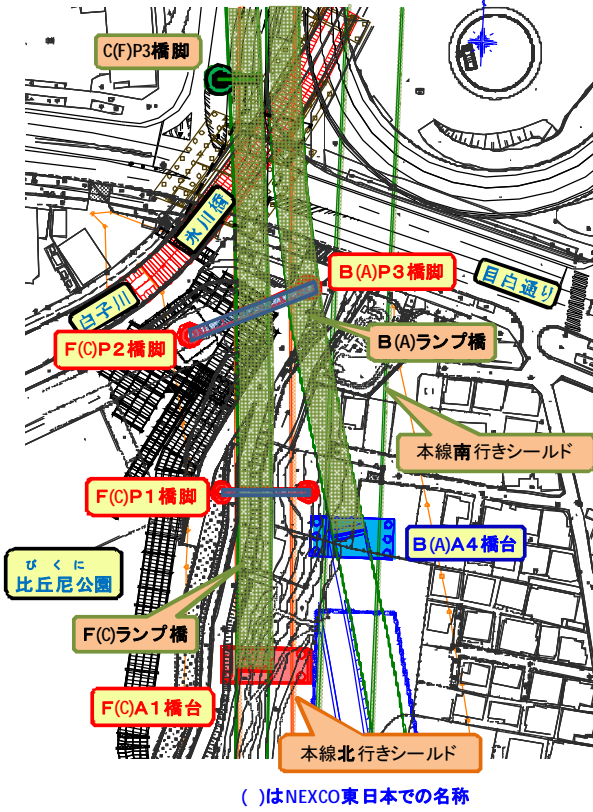 C(F)P3橋脚
氷川橋
白子川
B(A)P3橋脚
目白通り
F(C)P2橋脚
B(A)ランプ橋
本線南行きシールド
F(C)P1橋脚
B(A)A4橋台
びくに
比丘尼公園
F(C)ランプ橋
F(C)A1橋台
本線北行きシールド
( )はNEXCO東日本での名称